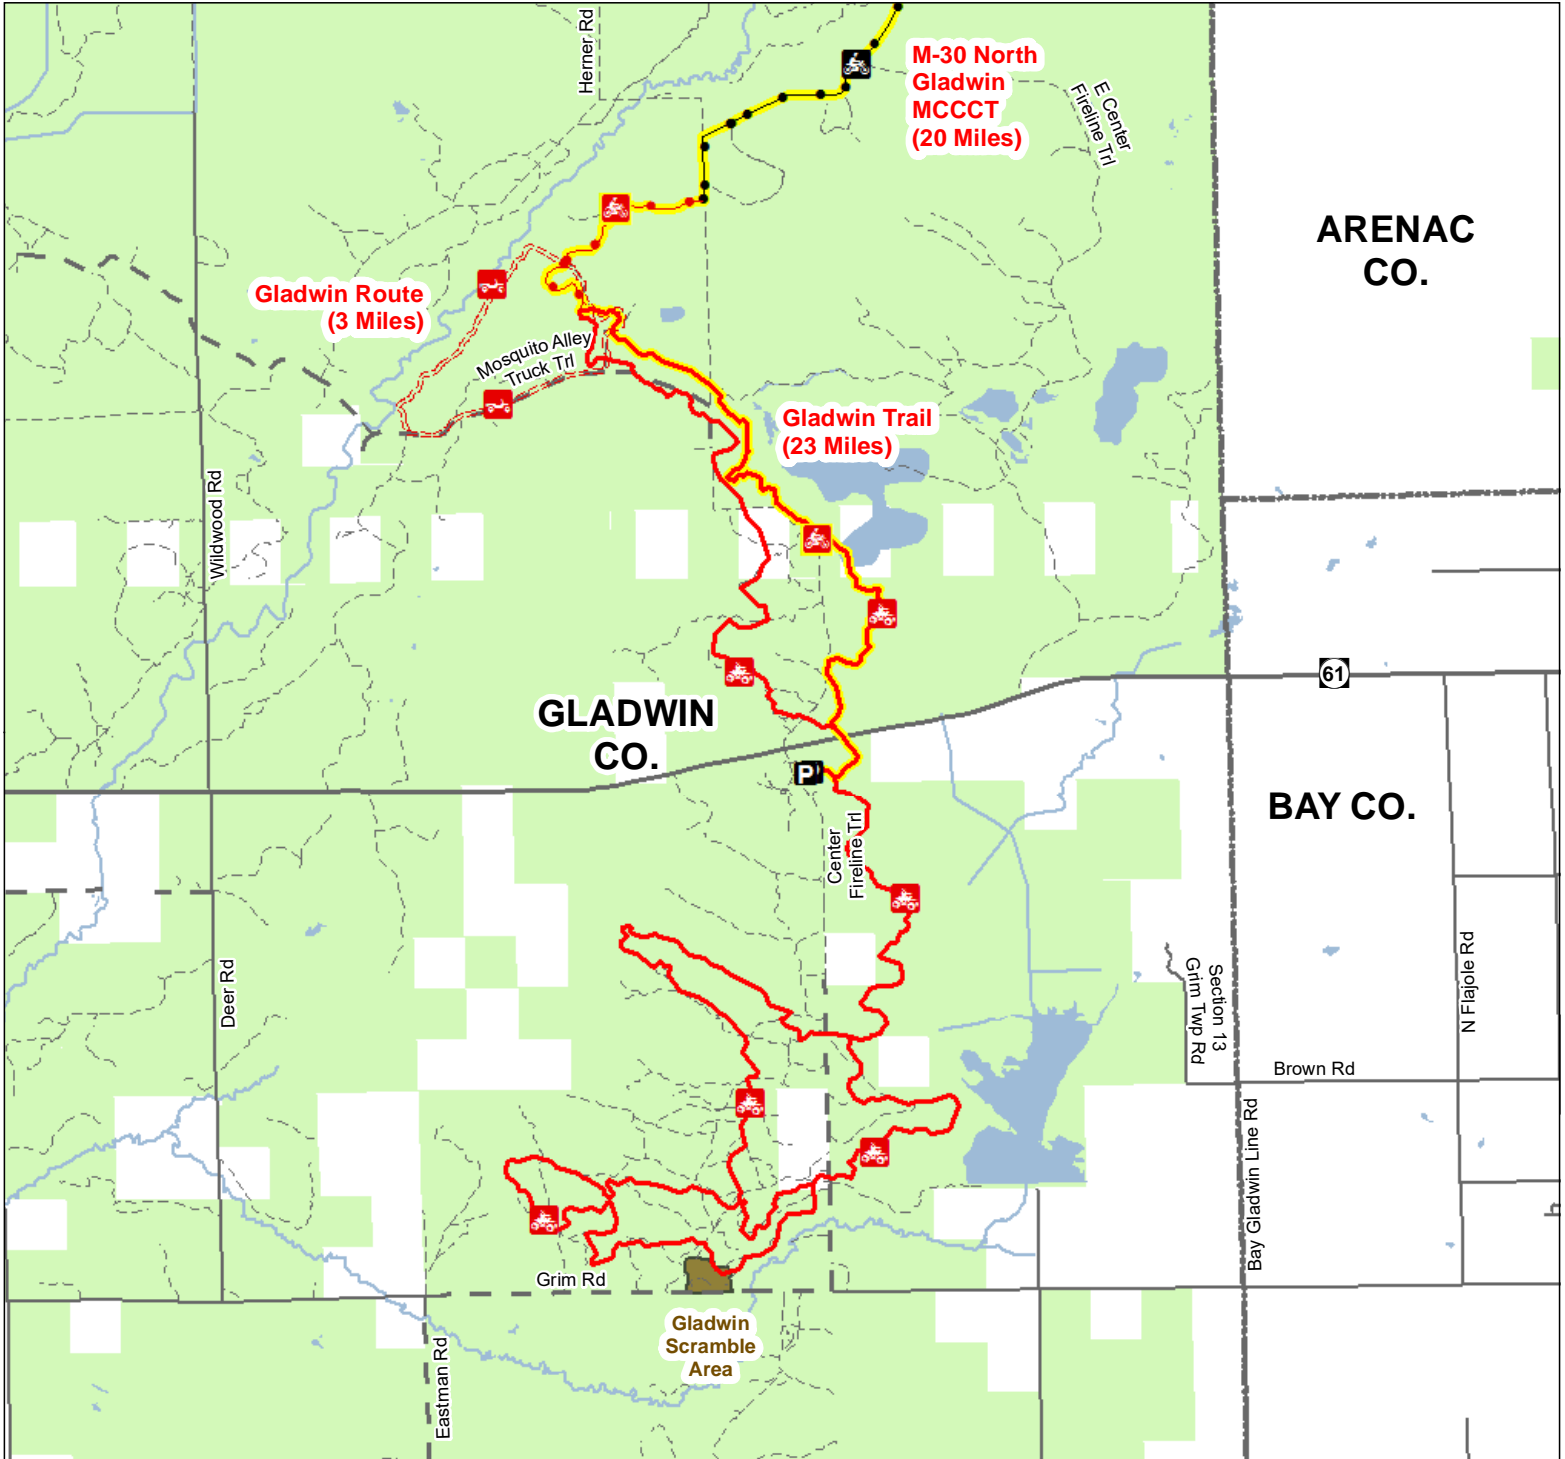 Herner Rd
M-30 North
Gladwin
MCCCT
(20 Miles)
E Center
Fireline Trl
ARENAC
CO.
Gladwin Route
(3 Miles)
Mosquito Alley
Truck Trl
Gladwin Trail
(23 Miles)
Wildwood Rd
61
GLADWIN
CO.
P
BAY CO.
Center
Fireline Trl
Deer Rd
Section 13
Grim Twp Rd
N Flajole Rd
Brown Rd
Bay Gladwin Line Rd
Grim Rd
Gladwin
Scramble
Area
Eastman Rd